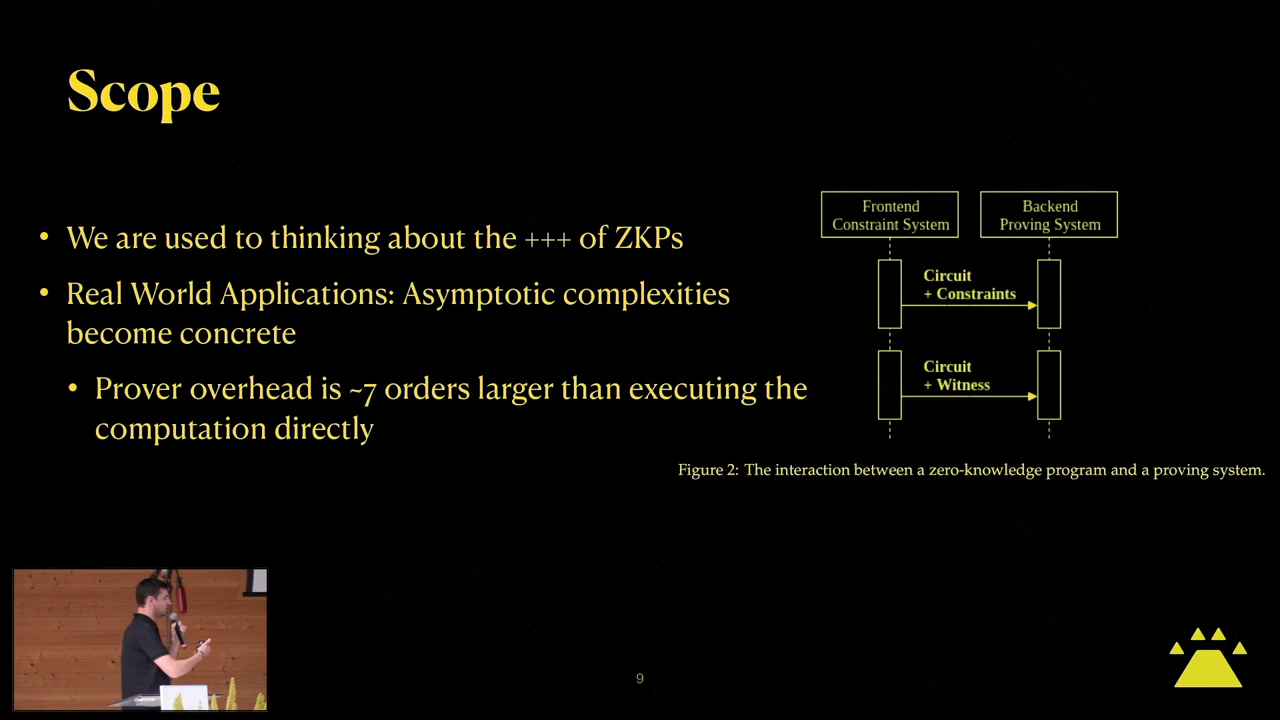 Scope
• We are used to thinking about the +++ of ZKPs
• Real World Applications: Asymptotic complexities
become concrete
• Prover overhead is ~7 orders larger than executing the
computation directly
Frontend
Constraint System
Backend
Proving System
Circuit
+ Constraints
Circuit
+ Witness
Figure 2: The interaction between a zero-knowledge program and a proving system.
9